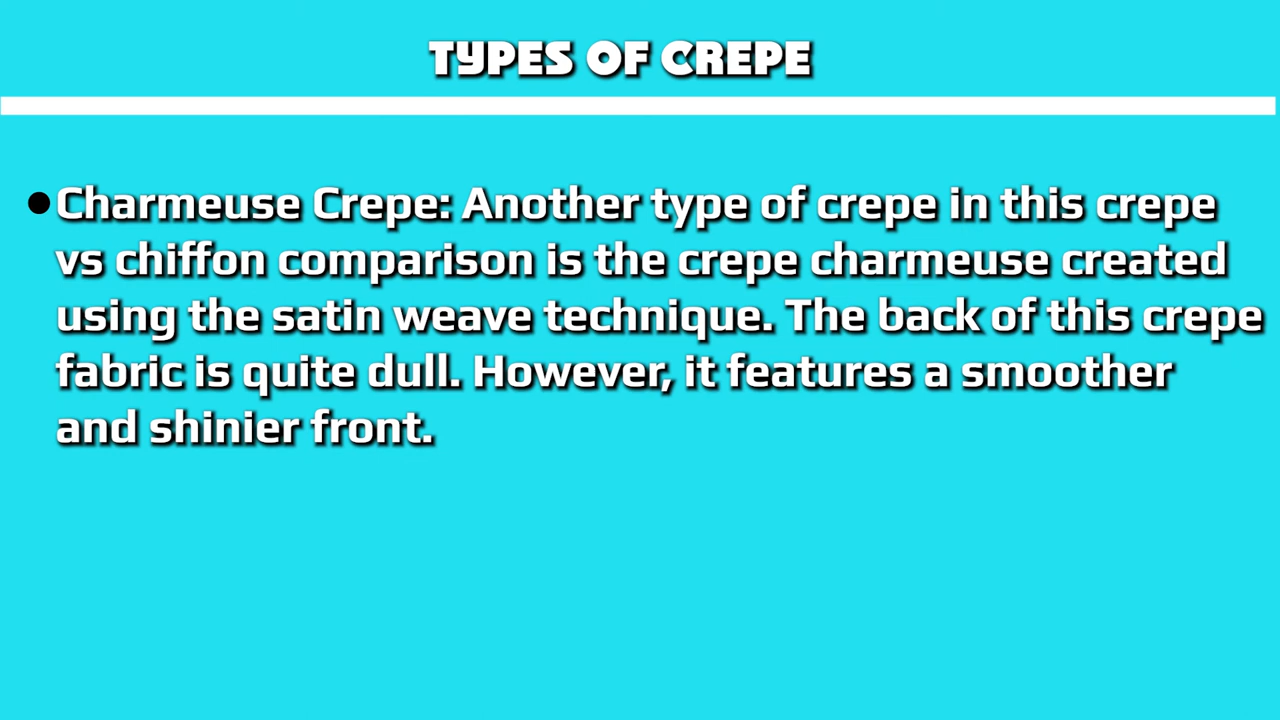 TYPES OF CREPE
•Charmeuse Crepe: Another type of crepe in this crepe
vs chiffon comparison is the crepe charmeuse created
using the satin weave technique. The back of this crepe
fabric is quite dull. However, it features a smoother
and shinier front.